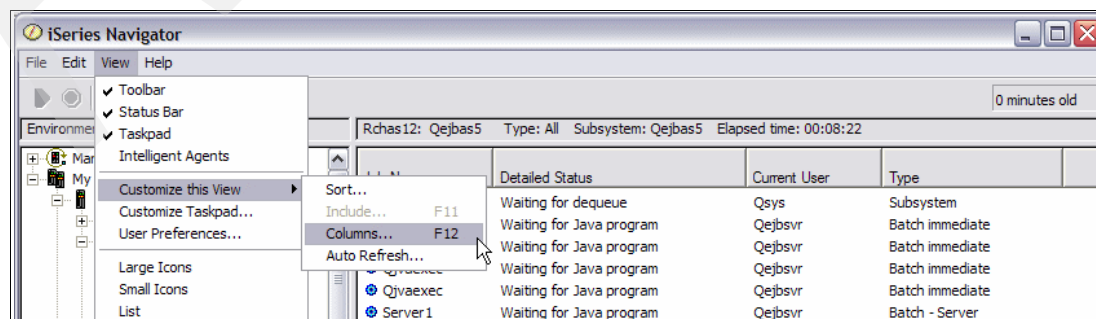 iSeries Navigator
File Edit View Help
Toolbar
Status Bar
Taskpad
Intelligent Agents
Customize this View
Customize Taskpad...
User Preferences...
Large Icons
Small Icons
List
Sort...
Include... F11
Columns... F12
Auto Refresh...
0 minutes old
Rchas12: Qejbas5 Type: All Subsystem: Qejbas5 Elapsed time: 00:08:22
My
Detailed Status Current User Type
Waiting for dequeue Qsys Subsystem
Waiting for Java program Qejbsvr Batch immediate
Waiting for Java program Qejbsvr Batch immediate
Qjvaexec Waiting for Java program Qejbsvr Batch immediate
Qjvaexec Waiting for Java program Qejbsvr Batch immediate
Server1 Waiting for Java program Qejbsvr Batch - Server